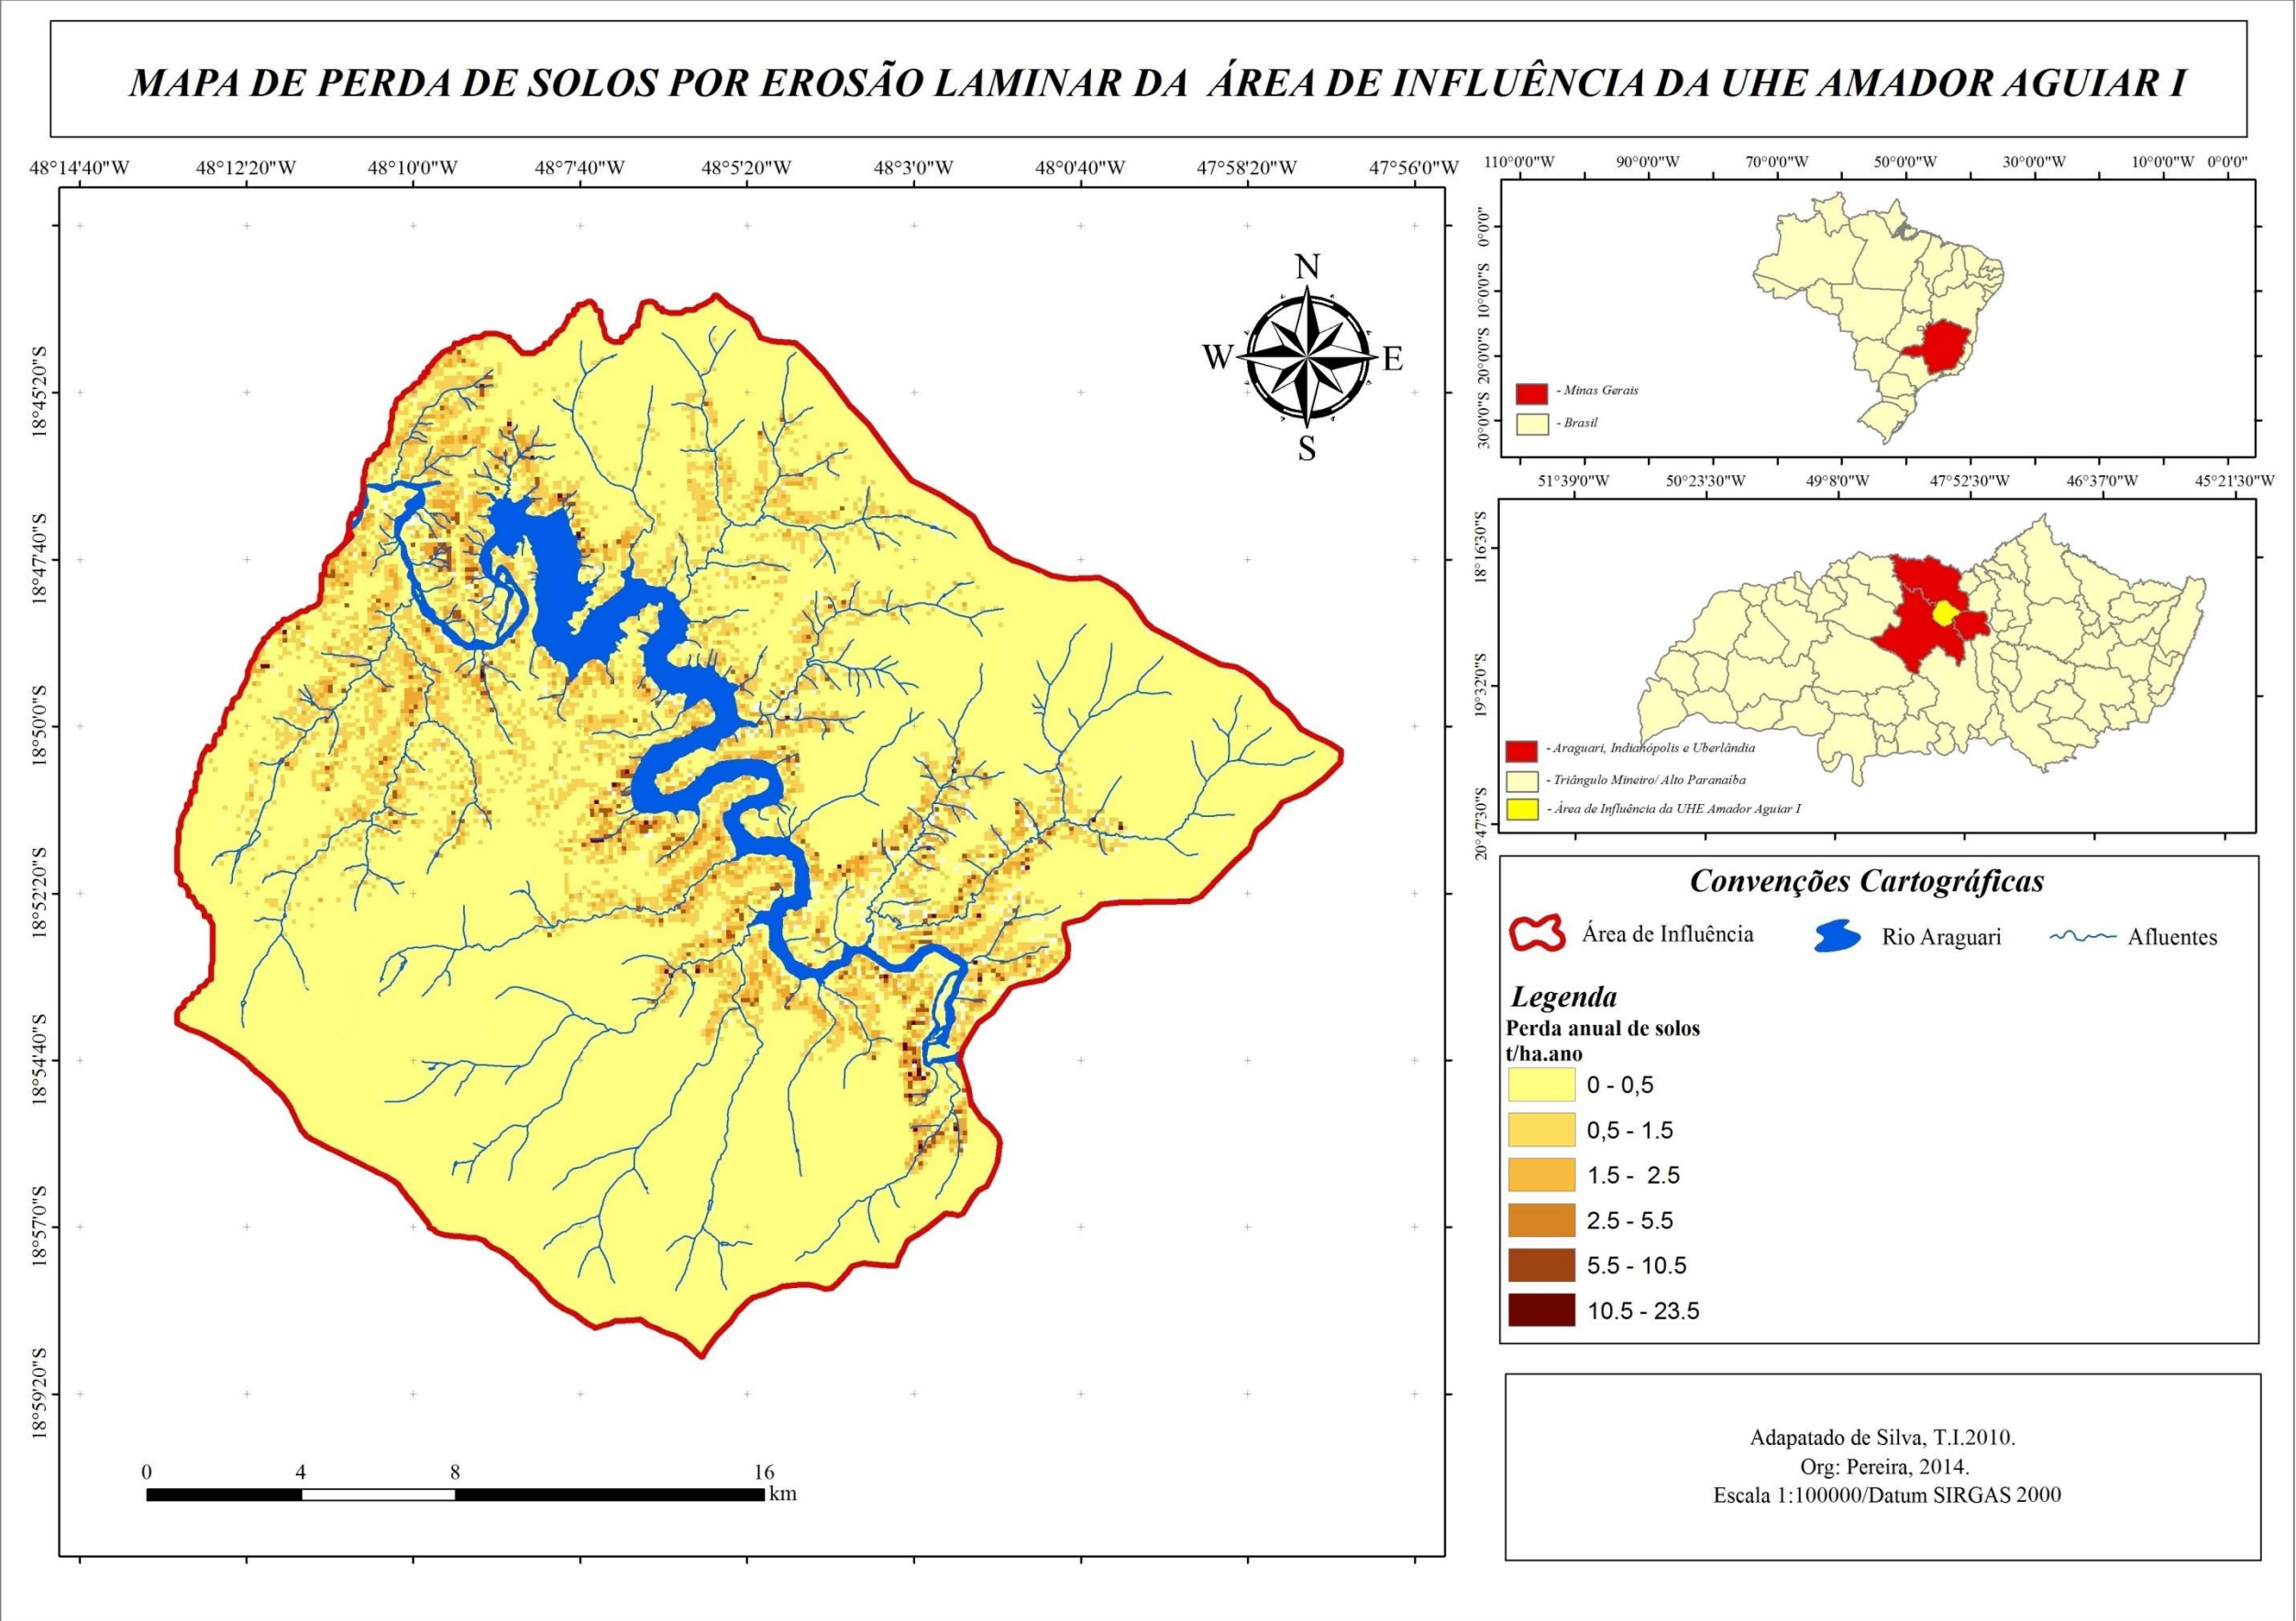 MAPA DE PERDA DE SOLOS POR EROSÃO LAMINAR DA ÁREA DE INFLUÊNCIA DA UHE AMADOR AGUIAR I
48°14'40"W 48°12'20"W 48°10'0"W 48°7'40"W 48°5'20"W 48°3'0"W 48°0'40"W 47°58'20"W 47°56'0"W
18°45'20"S
18°47'40"S
18°50'0"S
18°52'20"S
18°54'40"S
18°57'0"S
18°59'20"S
N
W E
S
0 4 8 16
km
110°0'0"W 90°0'0"W 70°0'0"W 50°0'0"W 30°0'0"W 10°0'0"W 0°0'0"
0°0'0"
10°0'0"S
20°0'0"S
30°0'0"S
- Minas Gerais
- Brasil
51°39'0"W 50°23'30"W 49°8'0"W 47°52'30"W 46°37'0"W 45°21'30"W
18°16'30"S
19°32'0"S
20°47'30"S
- Araguari, Indianópolis e Uberlândia
- Triângulo Mineiro/ Alto Paranaíba
- Área de Influência da UHE Amador Aguiar I
Convenções Cartográficas
Área de Influência Rio Araguari Afluentes
Legenda
Perda anual de solos
t/ha.ano
0 - 0,5
0,5 - 1.5
1.5 - 2.5
2.5 - 5.5
5.5 - 10.5
10.5 - 23.5
Adapatado de Silva, T.I.2010.
Org: Pereira, 2014.
Escala 1:100000/Datum SIRGAS 2000